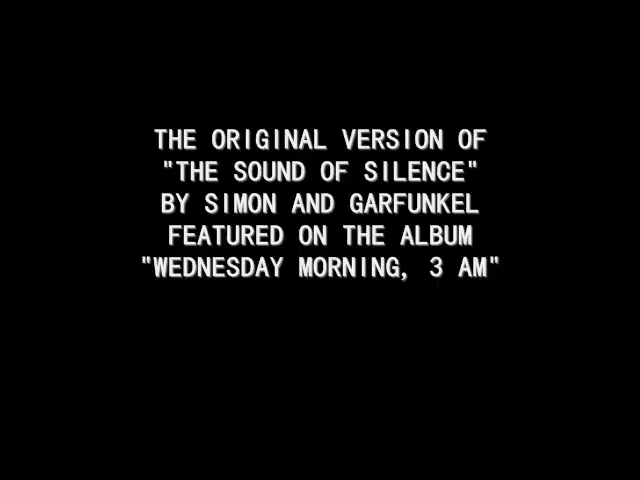 THE ORIGINAL VERSION OF
"THE SOUND OF SILENCE"
BY SIMON AND GARFUNKEL
FEATURED ON THE ALBUM
"WEDNESDAY MORNING, 3 AM"